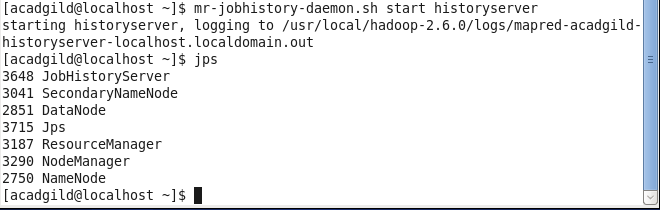 [acadgild@localhost ~]$ mr-jobhistory-daemon.sh start historyserver
starting historyserver, logging to /usr/local/hadoop-2.6.0/logs/mapred-acadgild-
historyserver-localhost.localdomain.out
[acadgild@localhost ~]$ jps
3648 JobHistoryServer
3041 SecondaryNameNode
2851 DataNode
3715 Jps
3187 ResourceManager
3290 NodeManager
2750 NameNode
[acadgild@localhost ~]$